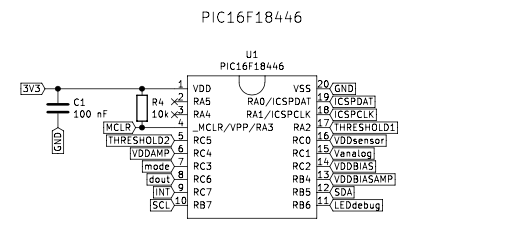 PIC16F18446
U1
PIC16F18446
3V3 1 VDD VSS 20 GND
R4 2 RA5 RA0/ICSPDAT 19 ICSPDAT
C1 10k 3 RA4 RA1/ICSPCLK 18 ICSPCLK
100 nF
MCLR 4 _MCLR/VPP/RA3 RA2 17 THRESHOLD1
THRESHOLD2 5 RC5 RC0 16 VDDsensor
GND
VDDAMP 6 RC4 RC1 15 Vanalog
mode 7 RC3 RC2 14 VDDBIAS
dout 8 RC6 RB4 13 VDDBIASAMP
INT 9 RC7 RB5 12 SDA
SCL 10 RB7 RB6 11 LEDdebug